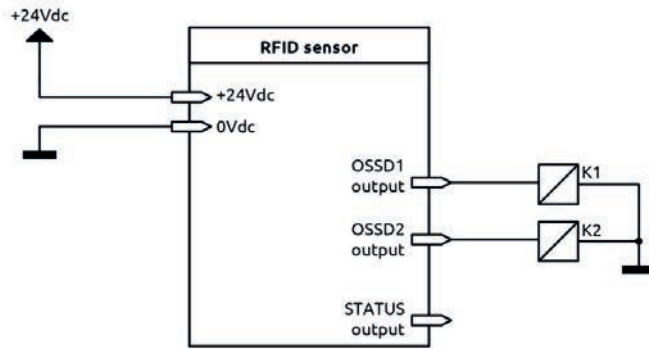 +24Vdc
RFID sensor
+24Vdc
0Vdc
OSSD1
output
K1
OSSD2
output
K2
STATUS
output